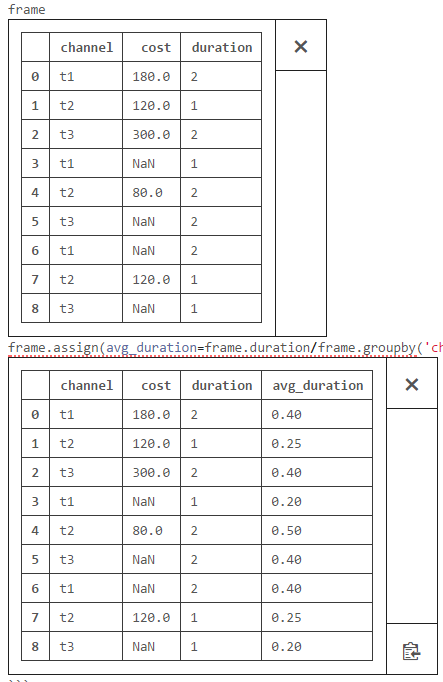 frame
channel cost duration
0 t1 180.0 2
1 t2 120.0 1
2 t3 300.0 2
3 t1 NaN 1
4 t2 80.0 2
5 t3 NaN 2
6 t1 NaN 2
7 t2 120.0 1
8 t3 NaN 1
frame.assign(avg_duration=frame.duration/frame.groupby('ch
channel cost duration avg_duration
0 t1 180.0 2 0.40
1 t2 120.0 1 0.25
2 t3 300.0 2 0.40
3 t1 NaN 1 0.20
4 t2 80.0 2 0.50
5 t3 NaN 2 0.40
6 t1 NaN 2 0.40
7 t2 120.0 1 0.25
8 t3 NaN 1 0.20
```